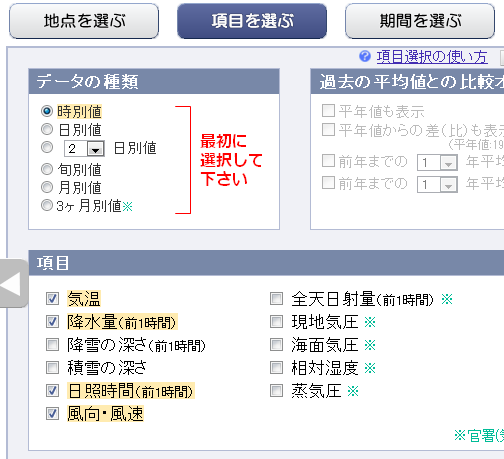 地点を選ぶ
項目を選ぶ
期間を選ぶ
項目選択の使い方
データの種類
時別値
日別値
2 日別値
旬別値
月別値
3ヶ月別値※
最初に
選択して
下さい
過去の平均値との比較オ
平年値も表示
平年値からの差(比)も表示
(平年値:19
前年までの 1 年平均
前年までの 1 年平均
項目
気温
降水量(前1時間)
降雪の深さ(前1時間)
積雪の深さ
日照時間(前1時間)
風向・風速
全天日射量(前1時間) ※
現地気圧 ※
海面気圧 ※
相対湿度 ※
蒸気圧 ※
※官署(